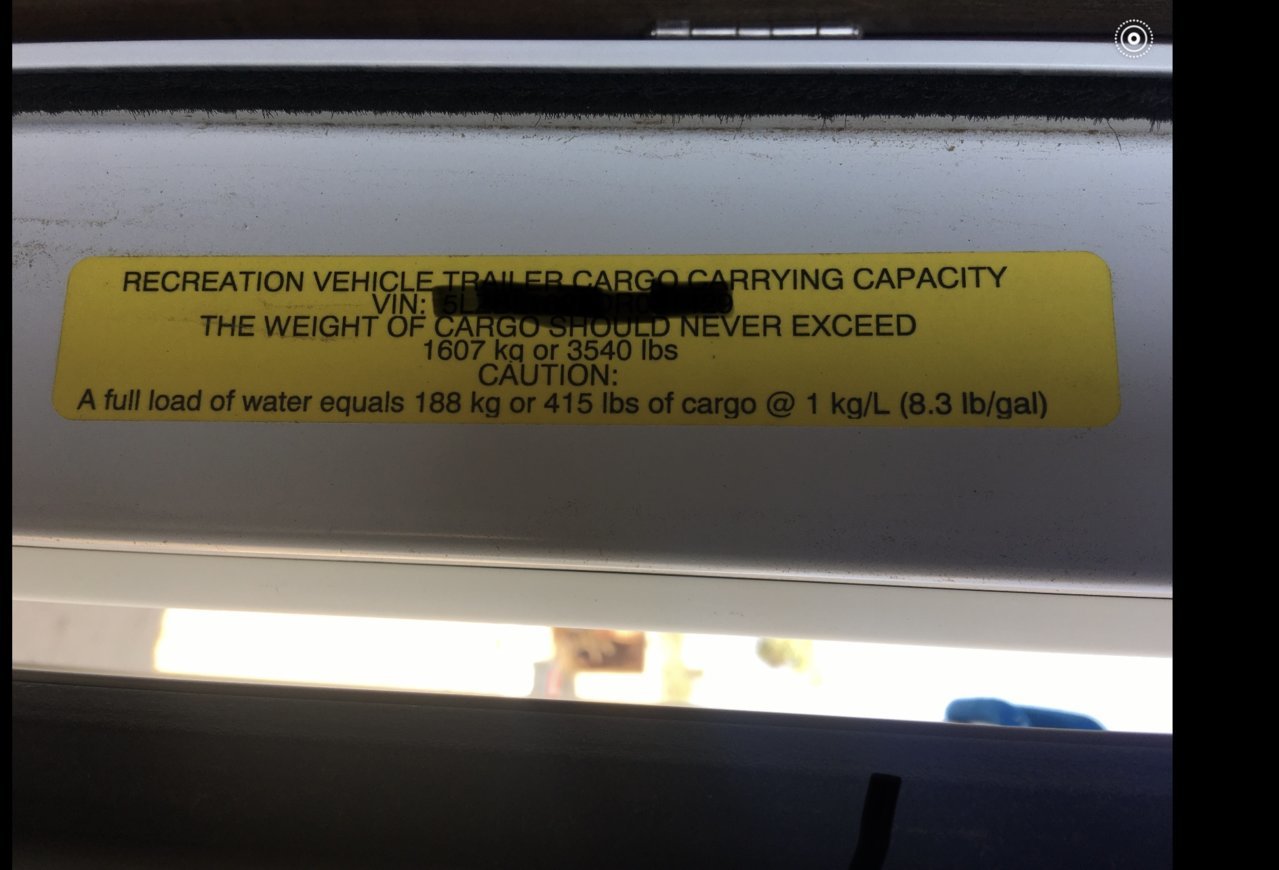 RECREATION VEHICLE TRAILER CARGO CARRYING CAPACITY
VIN:
THE WEIGHT OF CARGO SHOULD NEVER EXCEED
1607 kg or 3540 lbs
CAUTION:
A full load of water equals 188 kg or 415 lbs of cargo @ 1 kg/L (8.3 lb/gal)